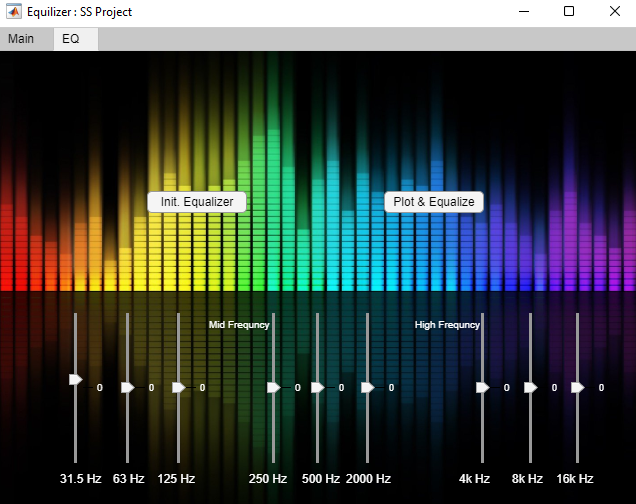 Equilizer : SS Project
Main EQ
Init. Equalizer Plot & Equalize
Mid Frequncy High Frequncy
0 0 0 0 0 0 0 0 0
31.5 Hz 63 Hz 125 Hz 250 Hz 500 Hz 2000 Hz 4k Hz 8k Hz 16k Hz